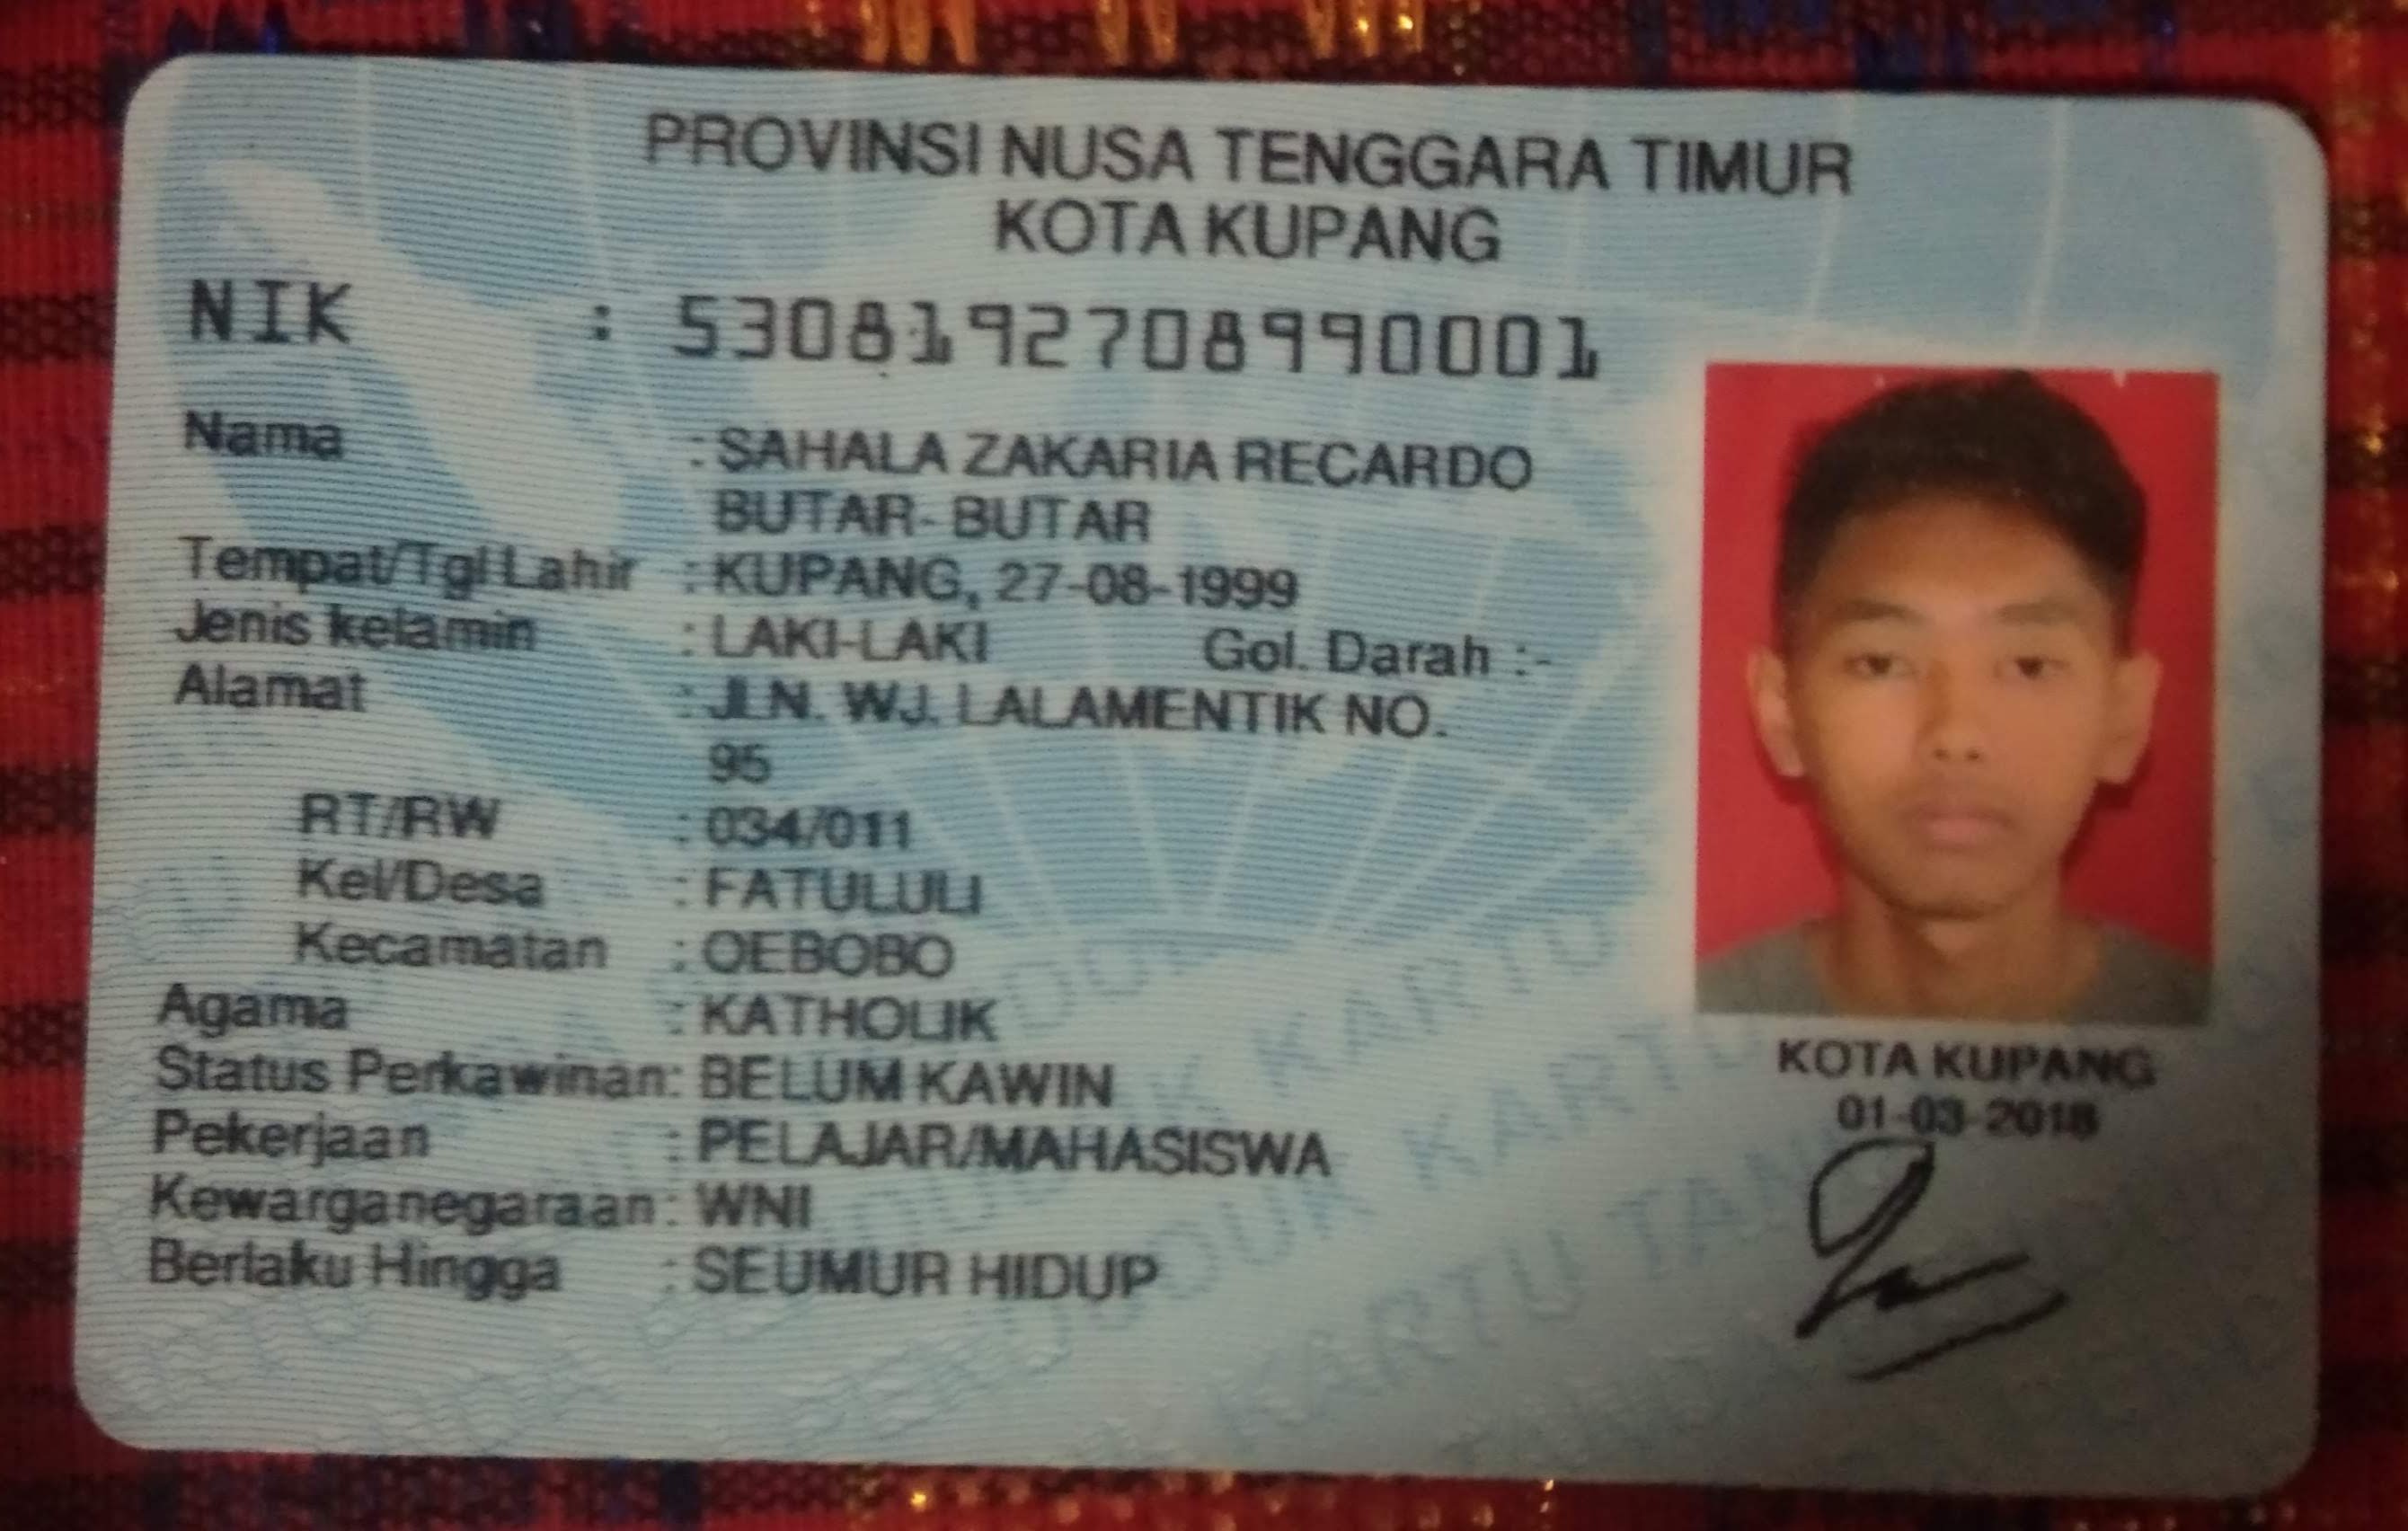 PROVINSI NUSA TENGGARA TIMUR
KOTA KUPANG
NIK : 5308192708990001
Nama : SAHALA ZAKARIA RECARDO
BUTAR- BUTAR
Tempat/Tgl Lahir : KUPANG, 27-08-1999
Jenis kelamin : LAKI-LAKI Gol. Darah :-
Alamat : JLN. WJ. LALAMENTIK NO.
95
RT/RW : 034/011
Kel/Desa : FATULULI
Kecamatan : OEBOBO
Agama : KATHOLIK
Status Perkawinan: BELUM KAWIN
Pekerjaan : PELAJAR/MAHASISWA
Kewarganegaraan: WNI
Berlaku Hingga : SEUMUR HIDUP
KOTA KUPANG
01-03-2018